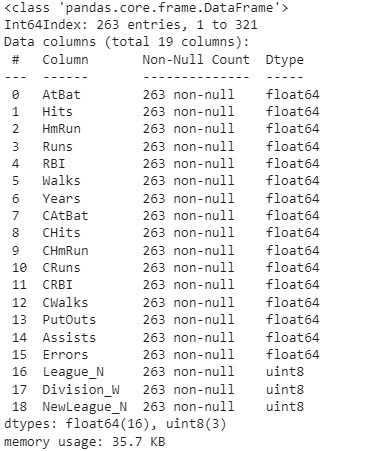 <class 'pandas.core.frame.DataFrame'>
Int64Index: 263 entries, 1 to 321
Data columns (total 19 columns):
 #   Column      Non-Null Count  Dtype
---  ------      --------------  -----
 0   AtBat       263 non-null    float64
 1   Hits        263 non-null    float64
 2   HmRun       263 non-null    float64
 3   Runs        263 non-null    float64
 4   RBI         263 non-null    float64
 5   Walks       263 non-null    float64
 6   Years       263 non-null    float64
 7   CAtBat      263 non-null    float64
 8   CHits       263 non-null    float64
 9   CHmRun      263 non-null    float64
 10  CRuns       263 non-null    float64
 11  CRBI        263 non-null    float64
 12  CWalks      263 non-null    float64
 13  PutOuts     263 non-null    float64
 14  Assists     263 non-null    float64
 15  Errors      263 non-null    float64
 16  League_N    263 non-null    uint8
 17  Division_W  263 non-null    uint8
 18  NewLeague_N 263 non-null    uint8
dtypes: float64(16), uint8(3)
memory usage: 35.7 KB